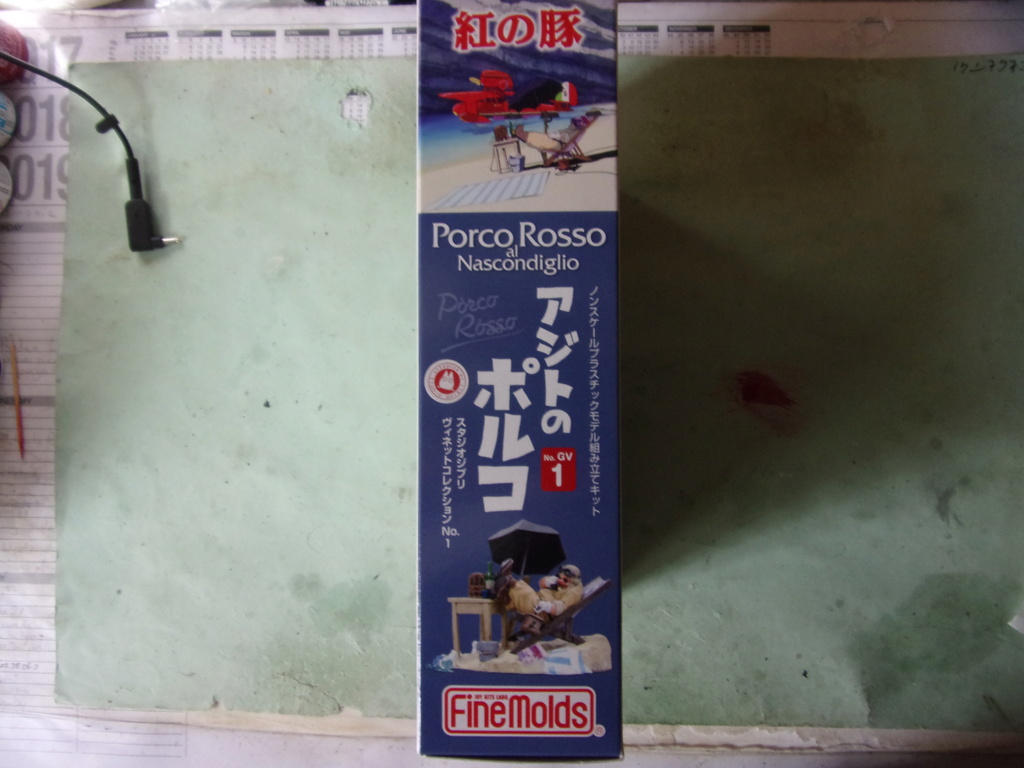 紅の豚
Porco Rosso
al
Nascondiglio
Porco
Rosso
ノンスケールプラスチックモデル組み立てキット
アジトの
ポルコ
No. GV
1
スタジオジブリ
ヴィネットコレクション No. 1
FineMolds
2018
2019